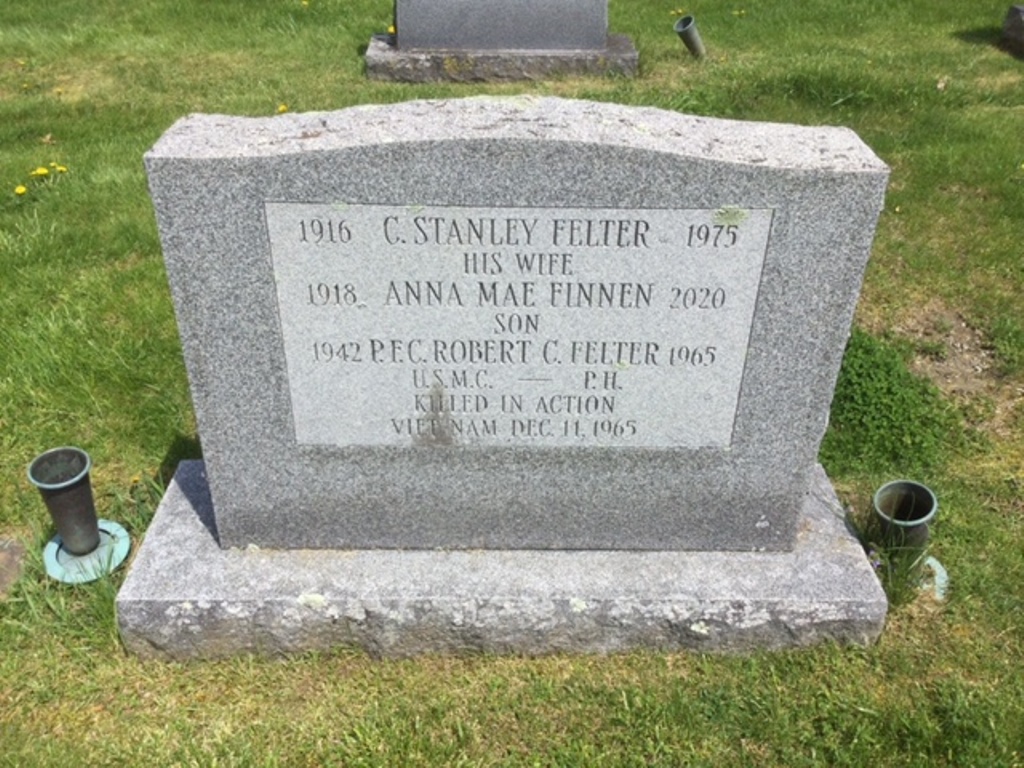 1916 C. STANLEY FELTER 1975
HIS WIFE
1918 ANNA MAE FINNEN 2020
SON
1942 P.F.C. ROBERT C. FELTER 1965
U.S.M.C. — P.H.
KILLED IN ACTION
VIET NAM DEC. 11, 1965